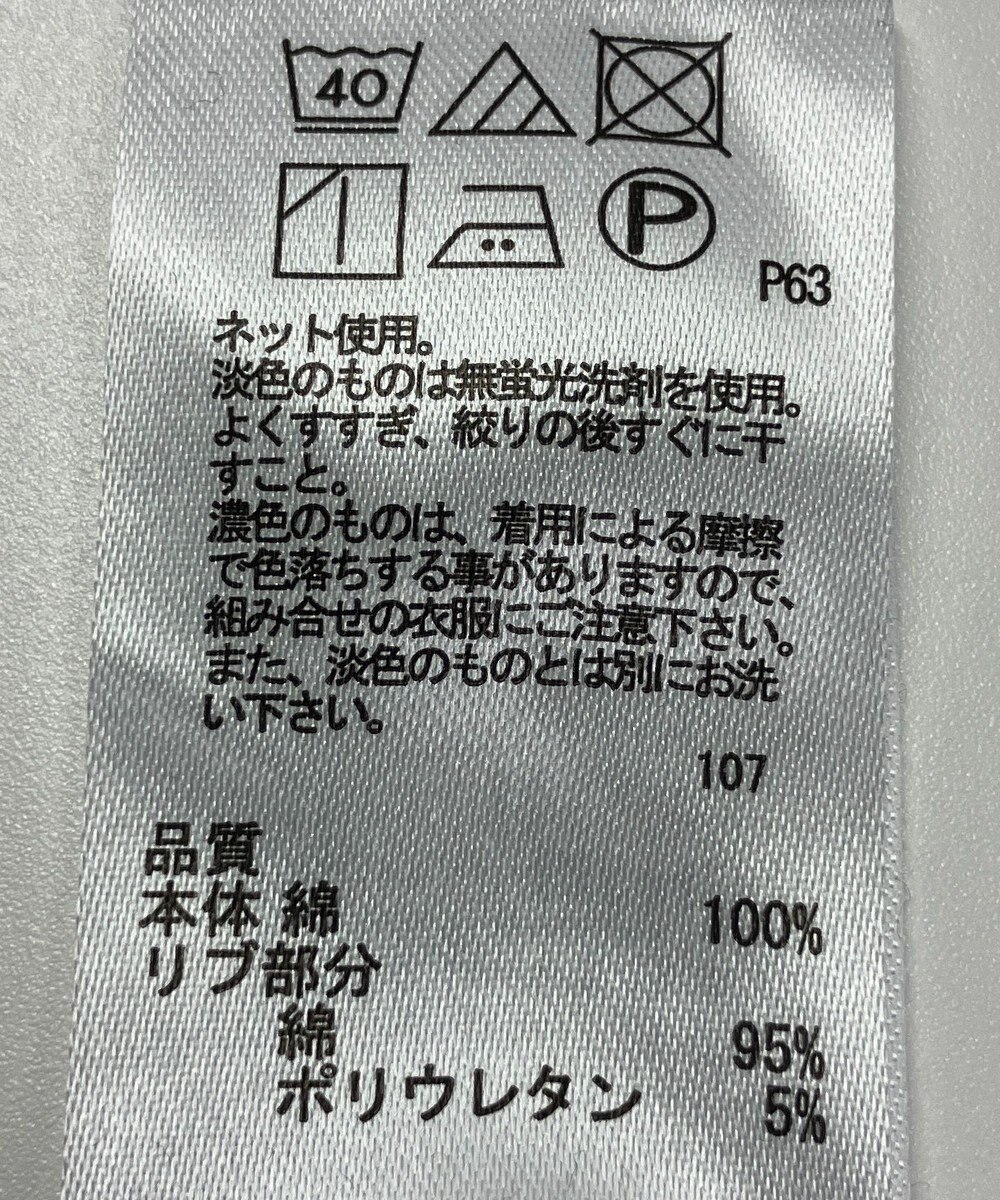 40
P
P63
ネット使用。
淡色のものは無蛍光洗剤を使用。
よくすすぎ、絞りの後すぐに干
すこと。
濃色のものは、着用による摩擦
で色落ちする事がありますので、
組み合せの衣服にご注意下さい。
また、淡色のものとは別にお洗
い下さい。
107
品質
本体 綿 100%
リブ部分
綿 95%
ポリウレタン 5%